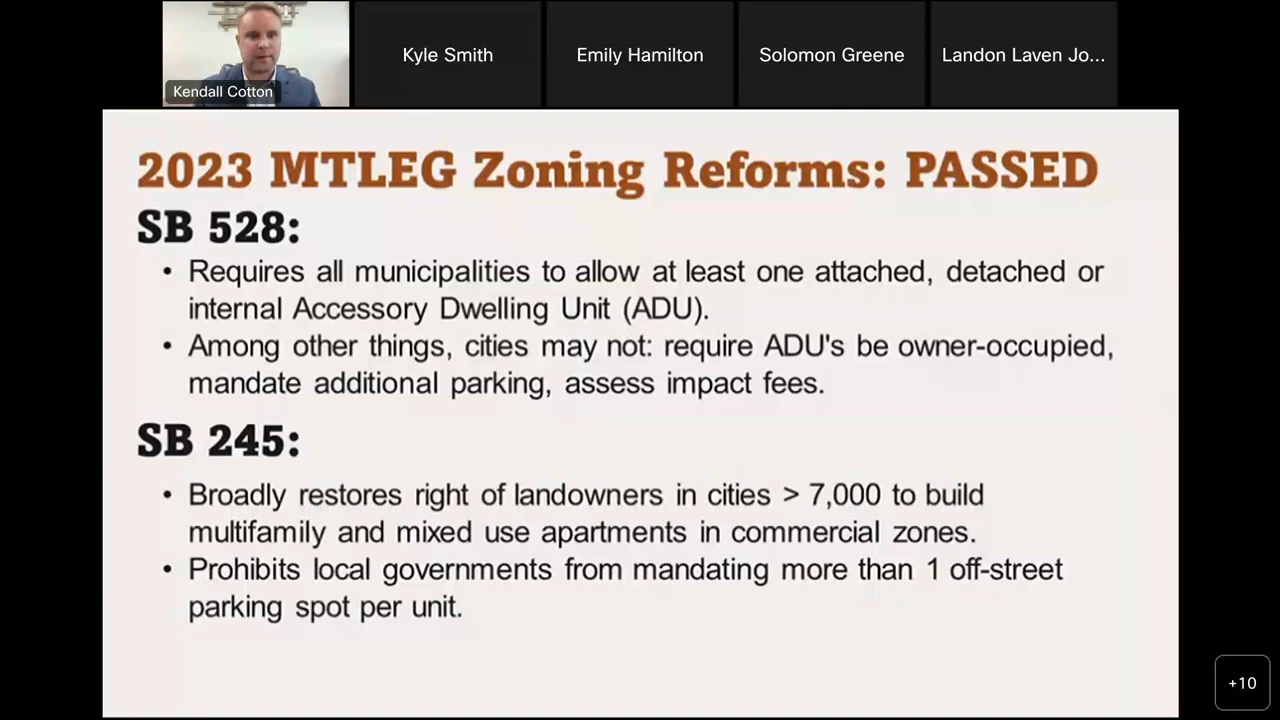 Kendall Cotton
Kyle Smith
Emily Hamilton
Solomon Greene
Landon Laven Jo...
2023 MTLEG Zoning Reforms: PASSED
SB 528:
• Requires all municipalities to allow at least one attached, detached or
internal Accessory Dwelling Unit (ADU).
• Among other things, cities may not: require ADU's be owner-occupied,
mandate additional parking, assess impact fees.
SB 245:
• Broadly restores right of landowners in cities > 7,000 to build
multifamily and mixed use apartments in commercial zones.
• Prohibits local governments from mandating more than 1 off-street
parking spot per unit.
+10